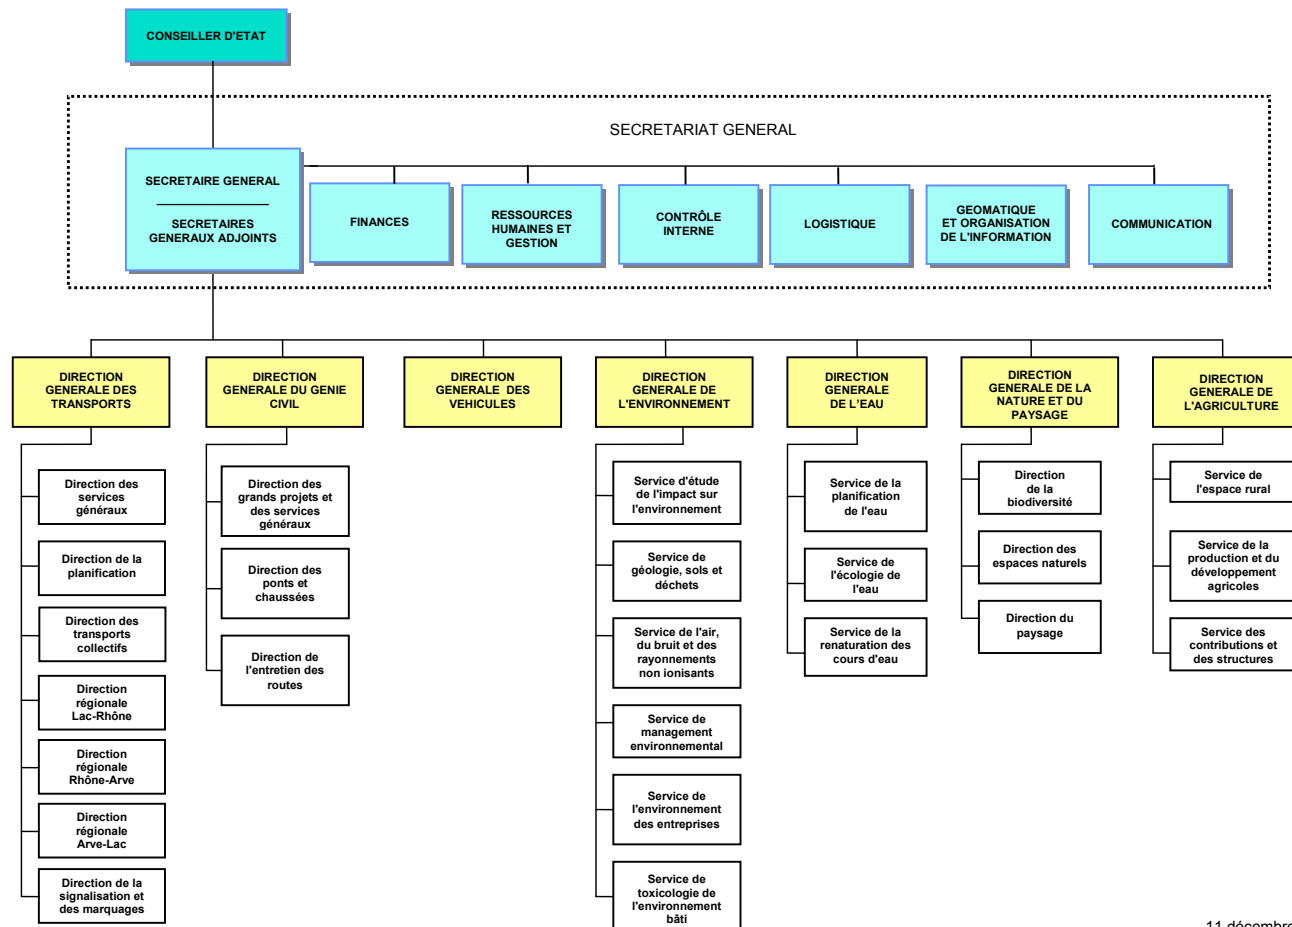 CONSEILLER D'ETAT
SECRETARIAT GENERAL
SECRETAIRE GENERAL
SECRETAIRES
GENERAUX ADJOINTS
FINANCES
RESSOURCES
HUMAINES ET
GESTION
CONTRÔLE
INTERNE
LOGISTIQUE
GEOMATIQUE
ET ORGANISATION
DE L'INFORMATION
COMMUNICATION
DIRECTION
GENERALE DES
TRANSPORTS
DIRECTION
GENERALE DU GENIE
CIVIL
DIRECTION
GENERALE DES
VEHICULES
DIRECTION
GENERALE DE
L'ENVIRONNEMENT
DIRECTION
GENERALE
DE L'EAU
DIRECTION
GENERALE DE LA
NATURE ET DU
PAYSAGE
DIRECTION
GENERALE DE
L'AGRICULTURE
Direction des
services
généraux
Direction de la
planification
Direction des
transports
collectifs
Direction
régionale
Lac-Rhône
Direction
régionale
Rhône-Arve
Direction
régionale
Arve-Lac
Direction de la
signalisation et
des marquages
Direction des
grands projets et
des services
généraux
Direction des
ponts et
chaussées
Direction de
l'entretien des
routes
Service d'étude
de l'impact sur
l'environnement
Service de
géologie, sols et
déchets
Service de l'air,
du bruit et des
rayonnements
non ionisants
Service de
management
environnemental
Service de
l'environnement
des entreprises
Service de
toxicologie de
l'environnement
bâti
Service de la
planification
de l'eau
Service de
l'écologie de
l'eau
Service de la
renaturation des
cours d'eau
Direction
de la
biodiversité
Direction des
espaces naturels
Direction du
paysage
Service de
l'espace rural
Service de la
production et du
développement
agricoles
Service des
contributions et
des structures
11 décembre